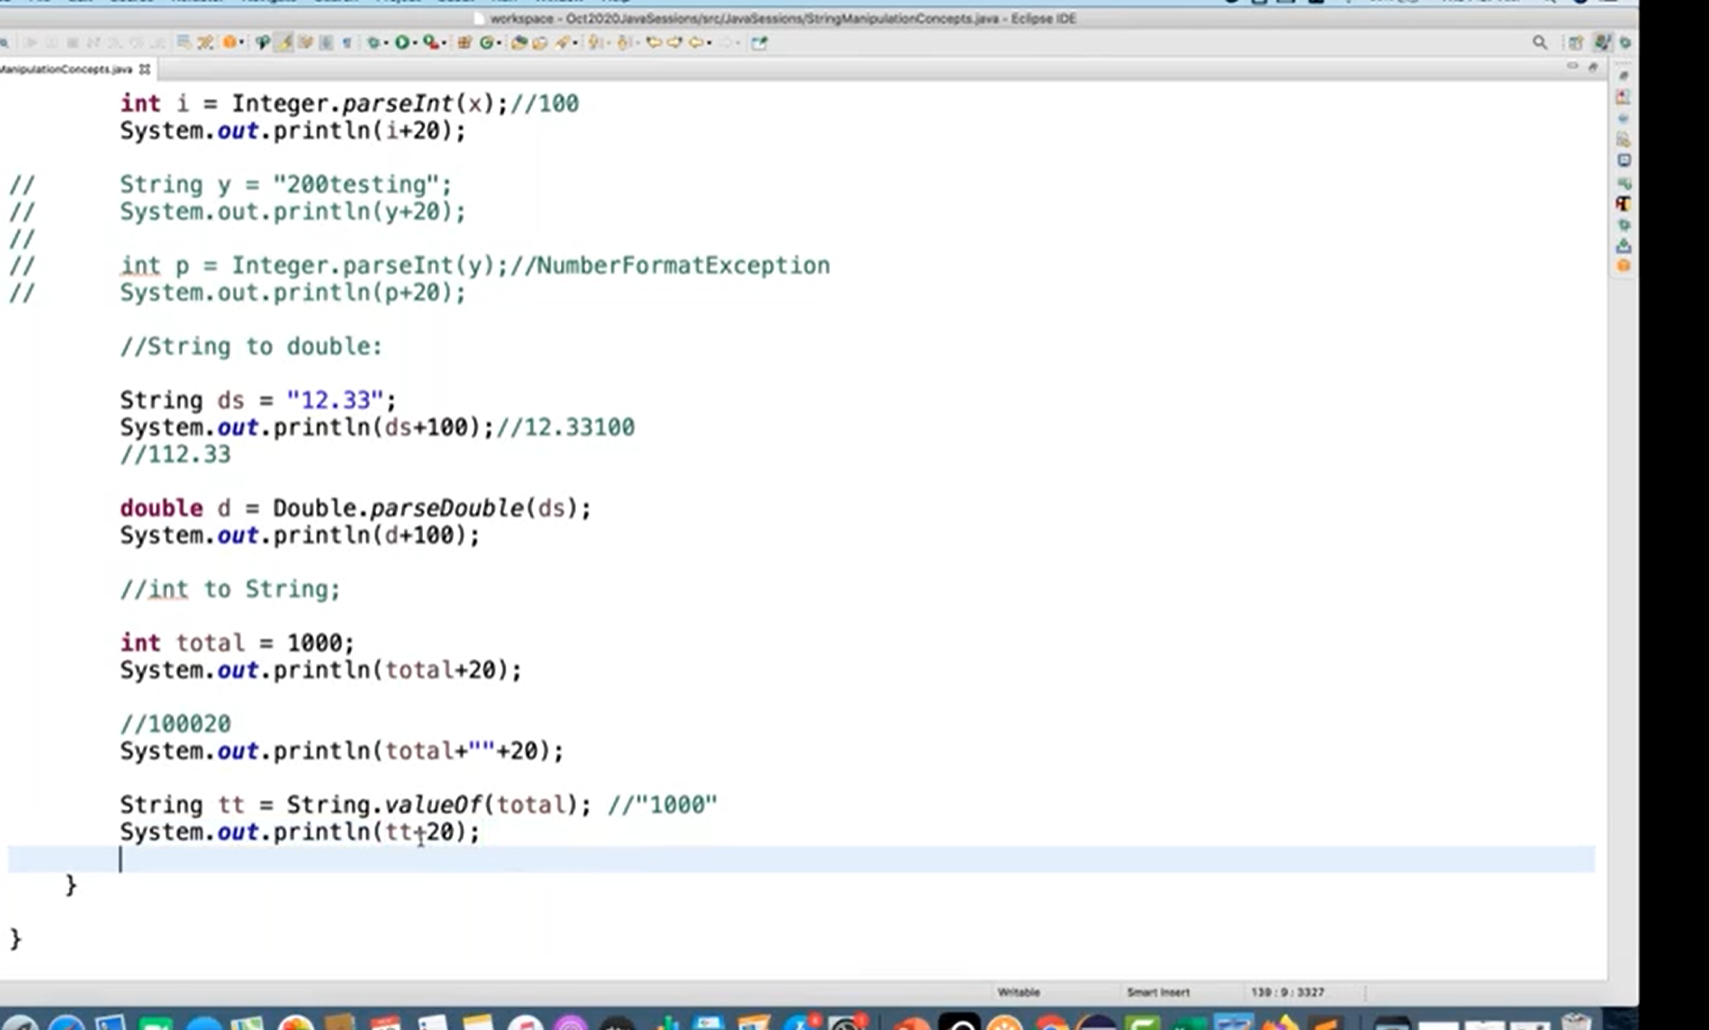 workspace - Oct2020JavaSessions/src/JavaSessions/StringManipulationConcepts.java - Eclipse IDE
ManipulationConcepts.java
int i = Integer.parseInt(x);//100
System.out.println(i+20);
// String y = "200testing";
// System.out.println(y+20);
//
// int p = Integer.parseInt(y);//NumberFormatException
// System.out.println(p+20);
//String to double:
String ds = "12.33";
System.out.println(ds+100);//12.33100
//112.33
double d = Double.parseDouble(ds);
System.out.println(d+100);
//int to String;
int total = 1000;
System.out.println(total+20);
//100020
System.out.println(total+""+20);
String tt = String.valueOf(total); //"1000"
System.out.println(tt+20);
}
}
Writable Smart Insert 139 : 9 : 3327